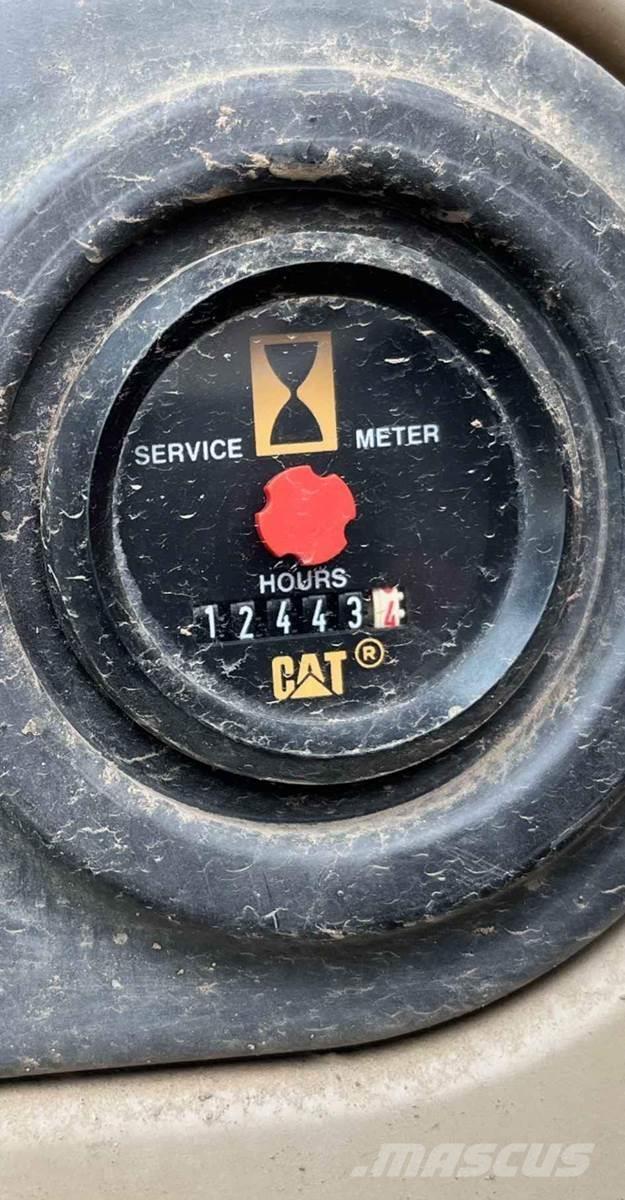 SERVICE METER
HOURS
124434
CAT®
MASCUS